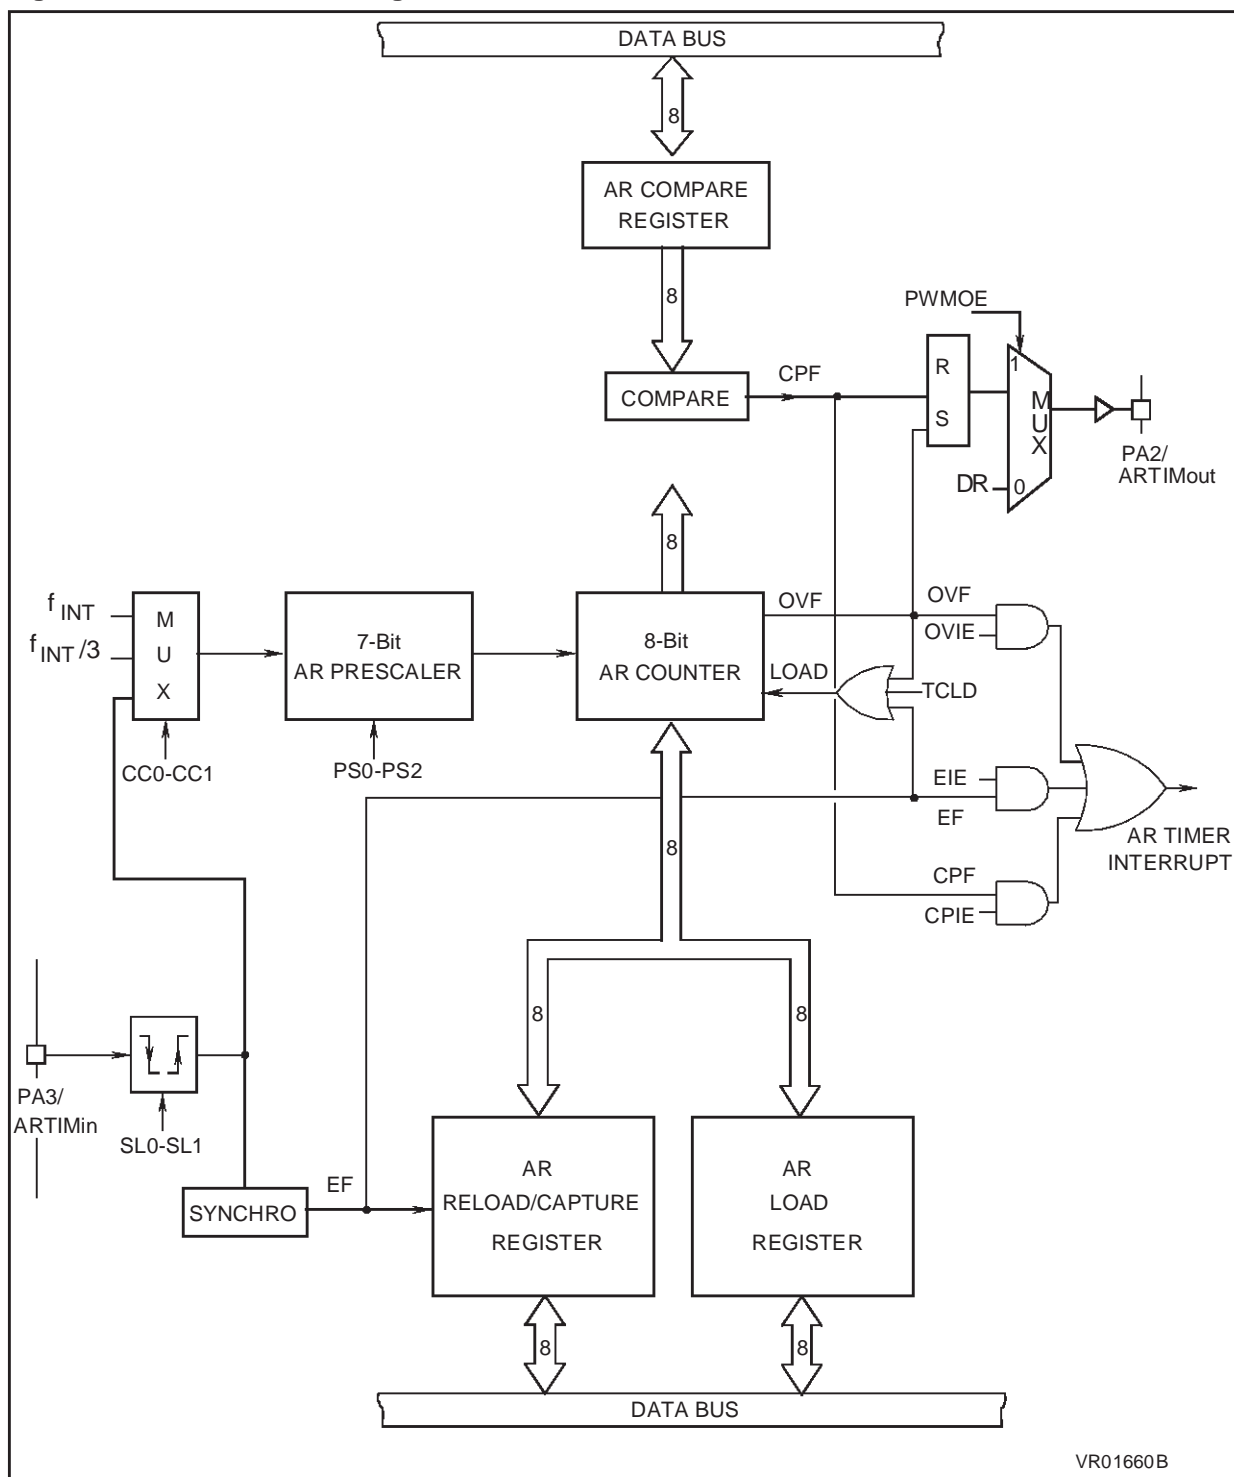 DATA BUS
8
AR COMPARE
REGISTER
8
PWMOE
COMPARE
CPF
R
S
1
MUX
DR
0
PA2/
ARTIMout
8
f INT
f INT /3
M
U
X
7-Bit
AR PRESCALER
8-Bit
AR COUNTER
OVF
OVF
OVIE
LOAD
TCLD
CC0-CC1
PS0-PS2
EIE
EF
8
AR TIMER
INTERRUPT
CPF
CPIE
8
8
PA3/
ARTIMin
SL0-SL1
SYNCHRO
EF
AR
RELOAD/CAPTURE
REGISTER
AR
LOAD
REGISTER
8
8
DATA BUS
VR01660B